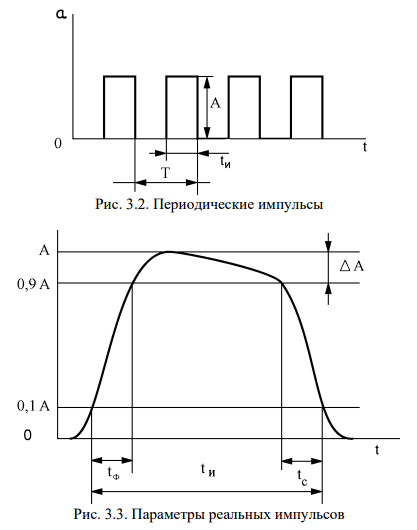 a
A
0
tи
t
T
Рис. 3.2. Периодические импульсы
A
ΔA
0,9 A
0,1 A
0
t
tф
tи
tс
Рис. 3.3. Параметры реальных импульсов